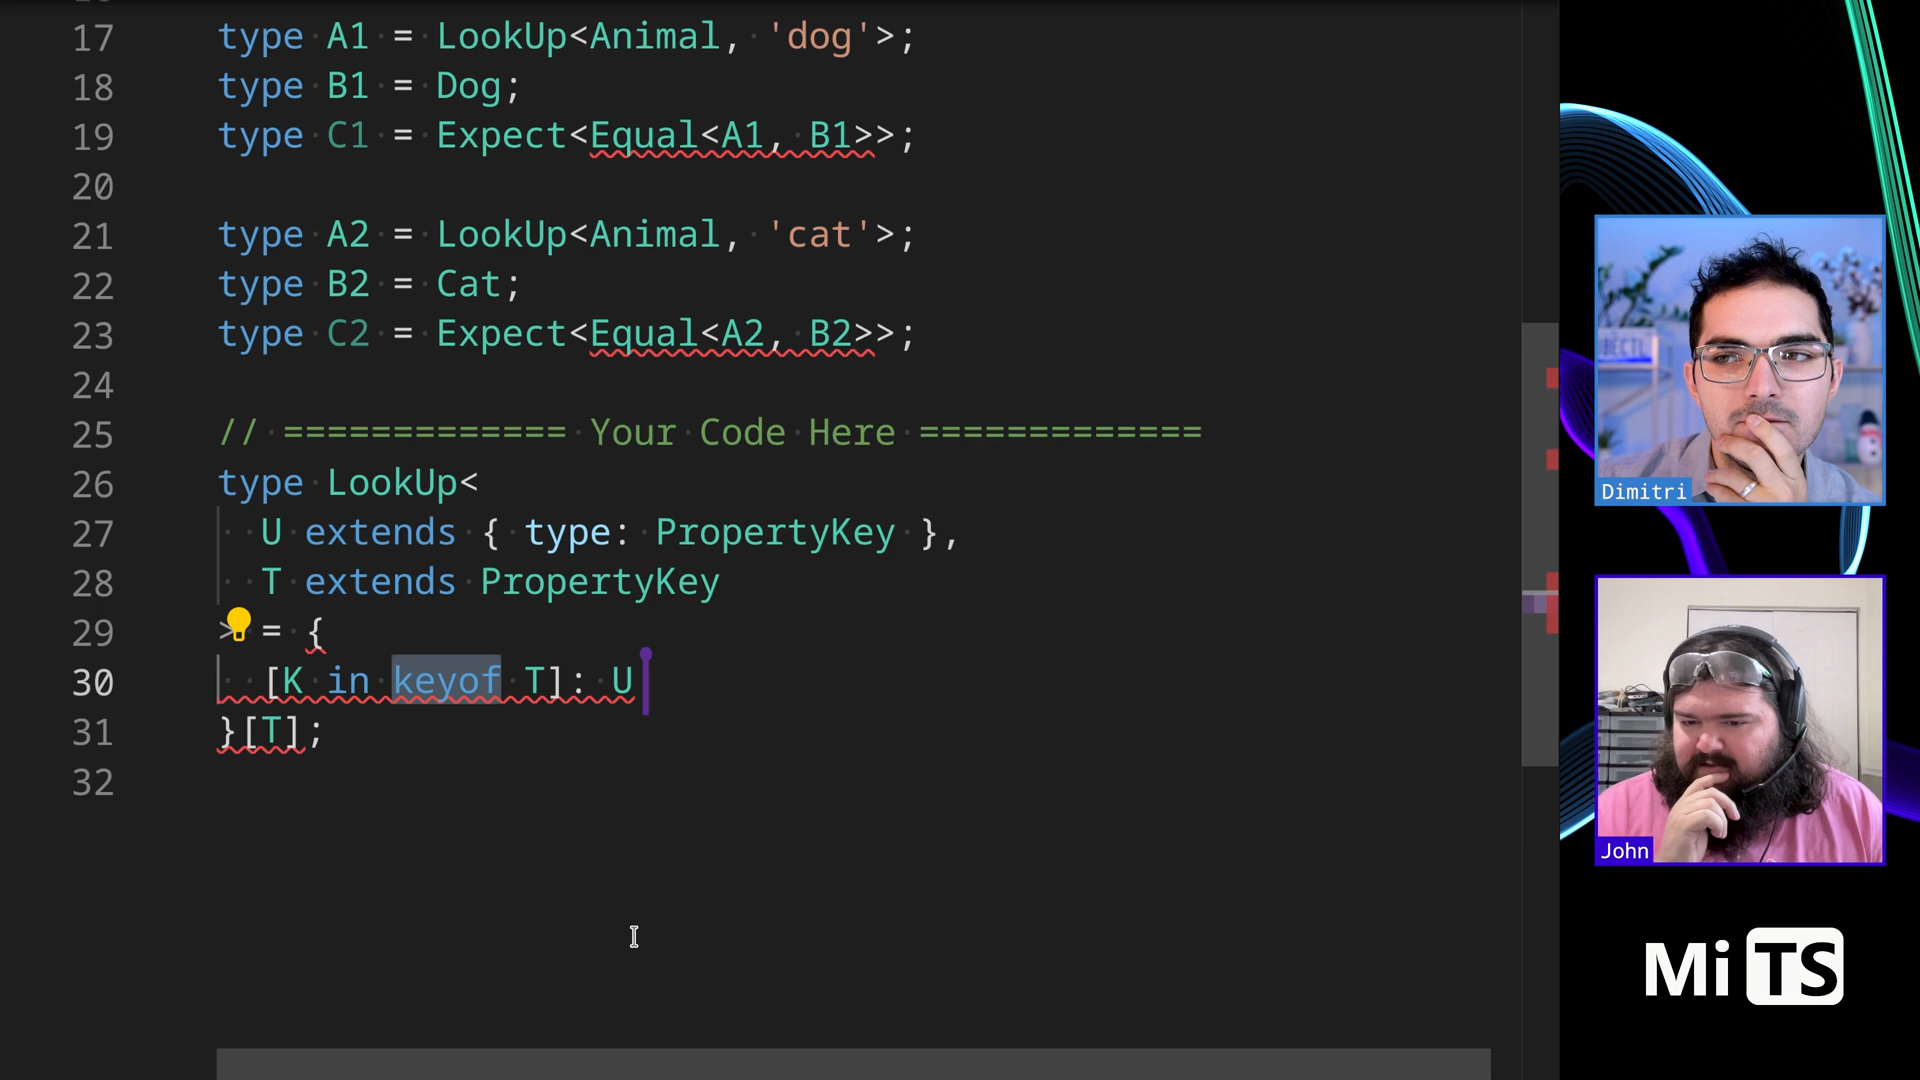 17 type A1 = LookUp<Animal, 'dog'>;
18 type B1 = Dog;
19 type C1 = Expect<Equal<A1, B1>>;
20
21 type A2 = LookUp<Animal, 'cat'>;
22 type B2 = Cat;
23 type C2 = Expect<Equal<A2, B2>>;
24
25 // ============= Your Code Here =============
26 type LookUp<
27   U extends { type: PropertyKey },
28   T extends PropertyKey
29 > = {
30   [K in keyof T]: U
31 }[T];
32
Dimitri
John
Mi TS